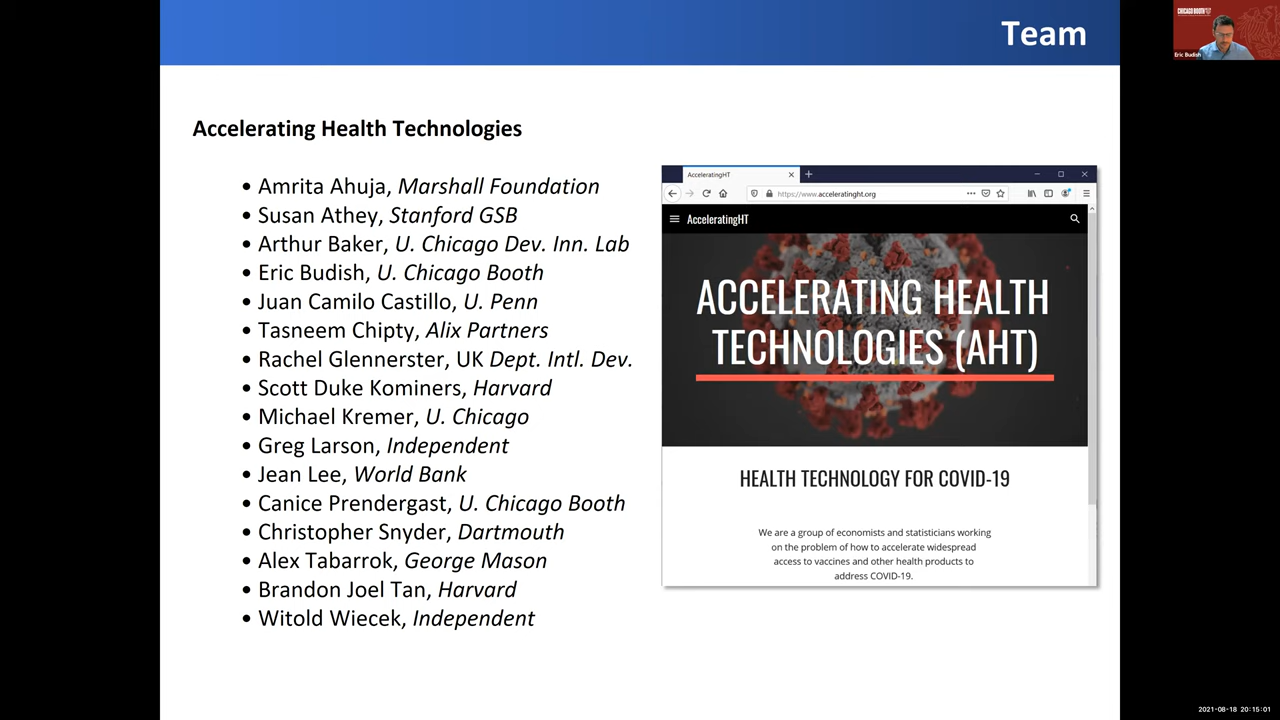 Team
CHICAGO BOOTH
Eric Budish
Accelerating Health Technologies
• Amrita Ahuja, Marshall Foundation
• Susan Athey, Stanford GSB
• Arthur Baker, U. Chicago Dev. Inn. Lab
• Eric Budish, U. Chicago Booth
• Juan Camilo Castillo, U. Penn
• Tasneem Chipty, Alix Partners
• Rachel Glennerster, UK Dept. Intl. Dev.
• Scott Duke Kominers, Harvard
• Michael Kremer, U. Chicago
• Greg Larson, Independent
• Jean Lee, World Bank
• Canice Prendergast, U. Chicago Booth
• Christopher Snyder, Dartmouth
• Alex Tabarrok, George Mason
• Brandon Joel Tan, Harvard
• Witold Wiecek, Independent
AcceleratingHT
https://www.acceleratinght.org
AcceleratingHT
ACCELERATING HEALTH
TECHNOLOGIES (AHT)
HEALTH TECHNOLOGY FOR COVID-19
We are a group of economists and statisticians working
on the problem of how to accelerate widespread
access to vaccines and other health products to
address COVID-19.
2021-08-18 20:15:01